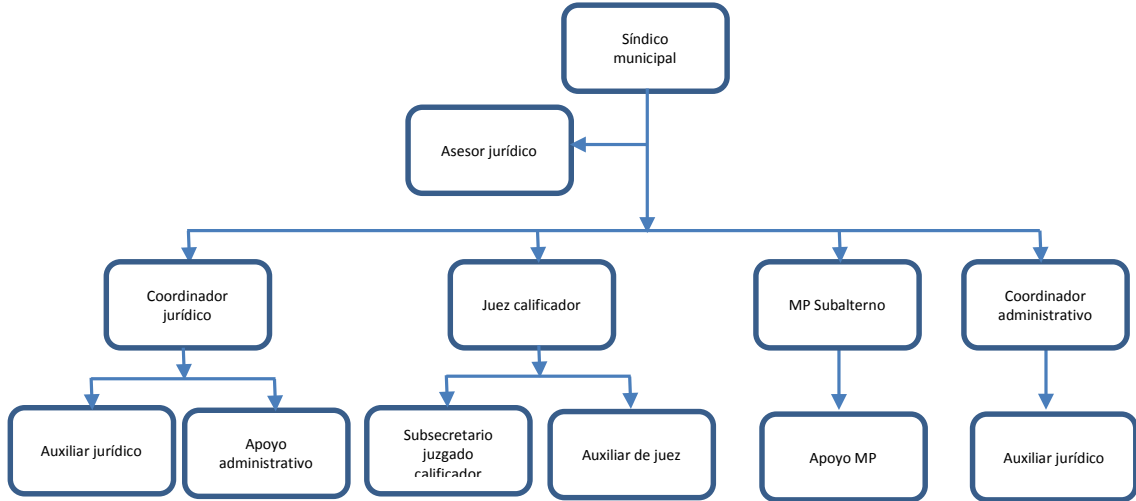 Síndico
municipal
Asesor jurídico
Coordinador
jurídico
Juez calificador
MP Subalterno
Coordinador
administrativo
Auxiliar jurídico
Apoyo
administrativo
Subsecretario
juzgado
calificador
Auxiliar de juez
Apoyo MP
Auxiliar jurídico